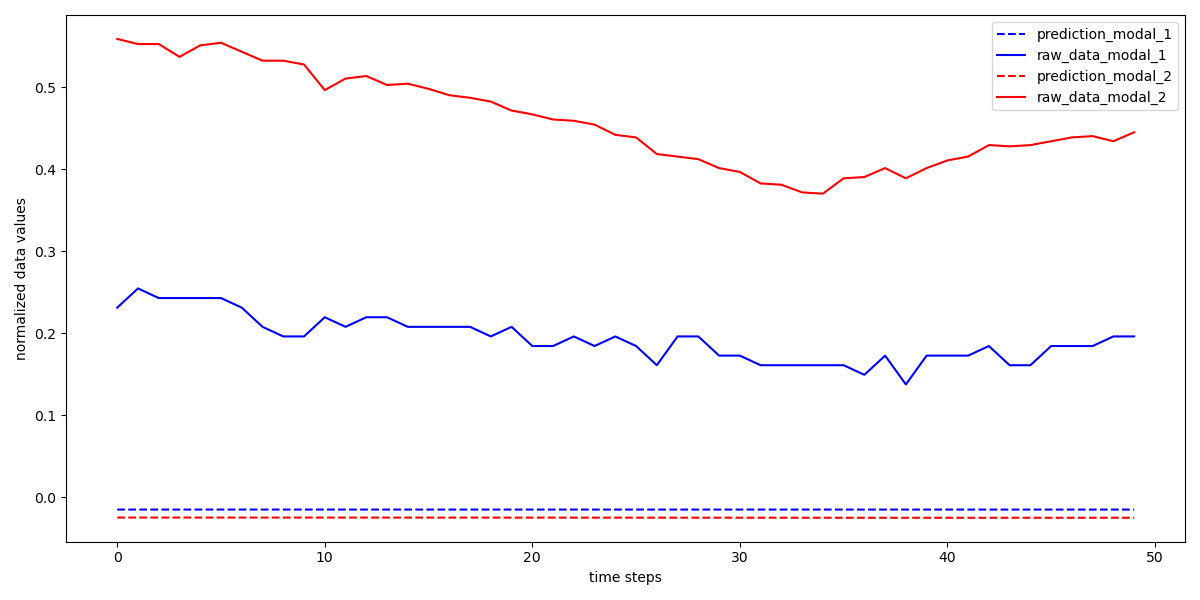 prediction_modal_1
raw_data_modal_1
prediction_modal_2
raw_data_modal_2
normalized data values
0.5
0.4
0.3
0.2
0.1
0.0
0 10 20 30 40 50
time steps